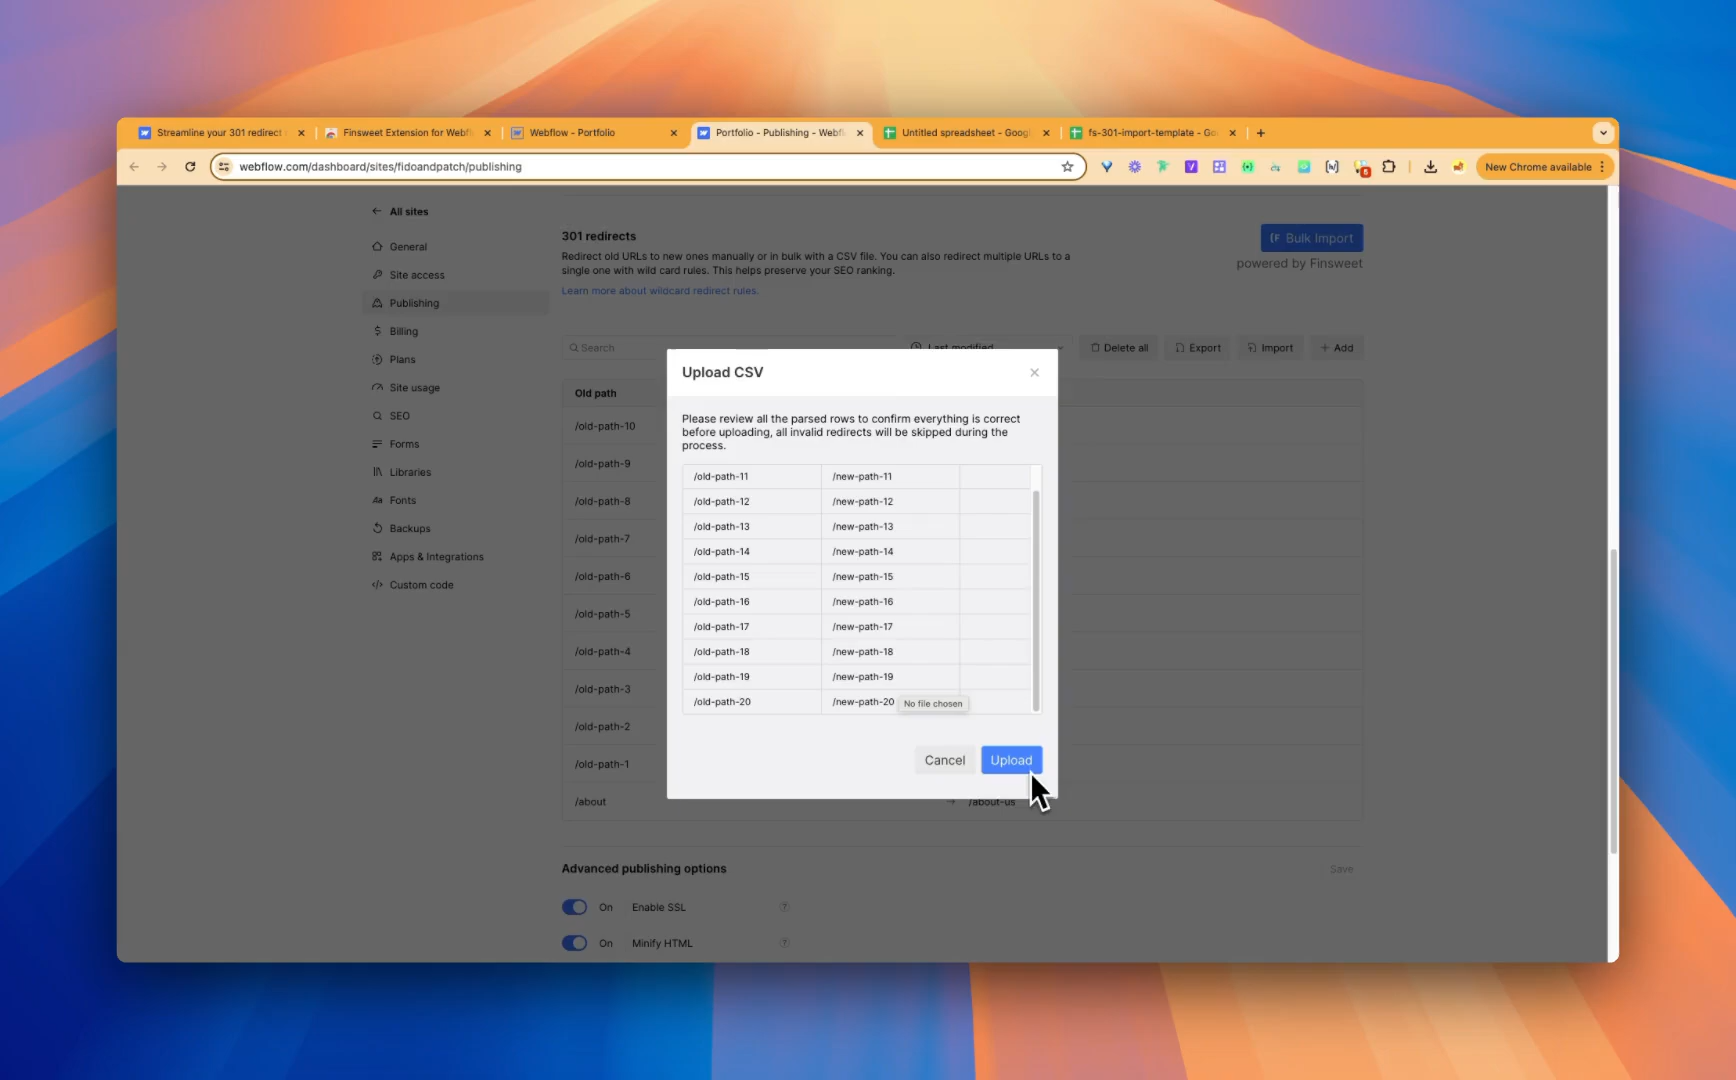 Streamline your 301 redirect
Finsweet Extension for Webfl
Webflow - Portfolio
Portfolio - Publishing - Webfl
Untitled spreadsheet - Googl
fs-301-import-template - Go
webflow.com/dashboard/sites/fidoandpatch/publishing
New Chrome available
All sites
General
Site access
Publishing
Billing
Plans
Site usage
SEO
Forms
Libraries
Fonts
Backups
Apps & Integrations
Custom code
301 redirects
Redirect old URLs to new ones manually or in bulk with a CSV file. You can also redirect multiple URLs to a
single one with wild card rules. This helps preserve your SEO ranking.
Learn more about wildcard redirect rules.
Bulk Import
powered by Finsweet
Search
Last modified
Delete all
Export
Import
+ Add
Old path
/old-path-10
/old-path-9
/old-path-8
/old-path-7
/old-path-6
/old-path-5
/old-path-4
/old-path-3
/old-path-2
/old-path-1
/about → /about-us
Upload CSV
Please review all the parsed rows to confirm everything is correct
before uploading, all invalid redirects will be skipped during the
process.
/old-path-11 /new-path-11
/old-path-12 /new-path-12
/old-path-13 /new-path-13
/old-path-14 /new-path-14
/old-path-15 /new-path-15
/old-path-16 /new-path-16
/old-path-17 /new-path-17
/old-path-18 /new-path-18
/old-path-19 /new-path-19
/old-path-20 /new-path-20
No file chosen
Cancel
Upload
Advanced publishing options
Save
On Enable SSL ?
On Minify HTML ?